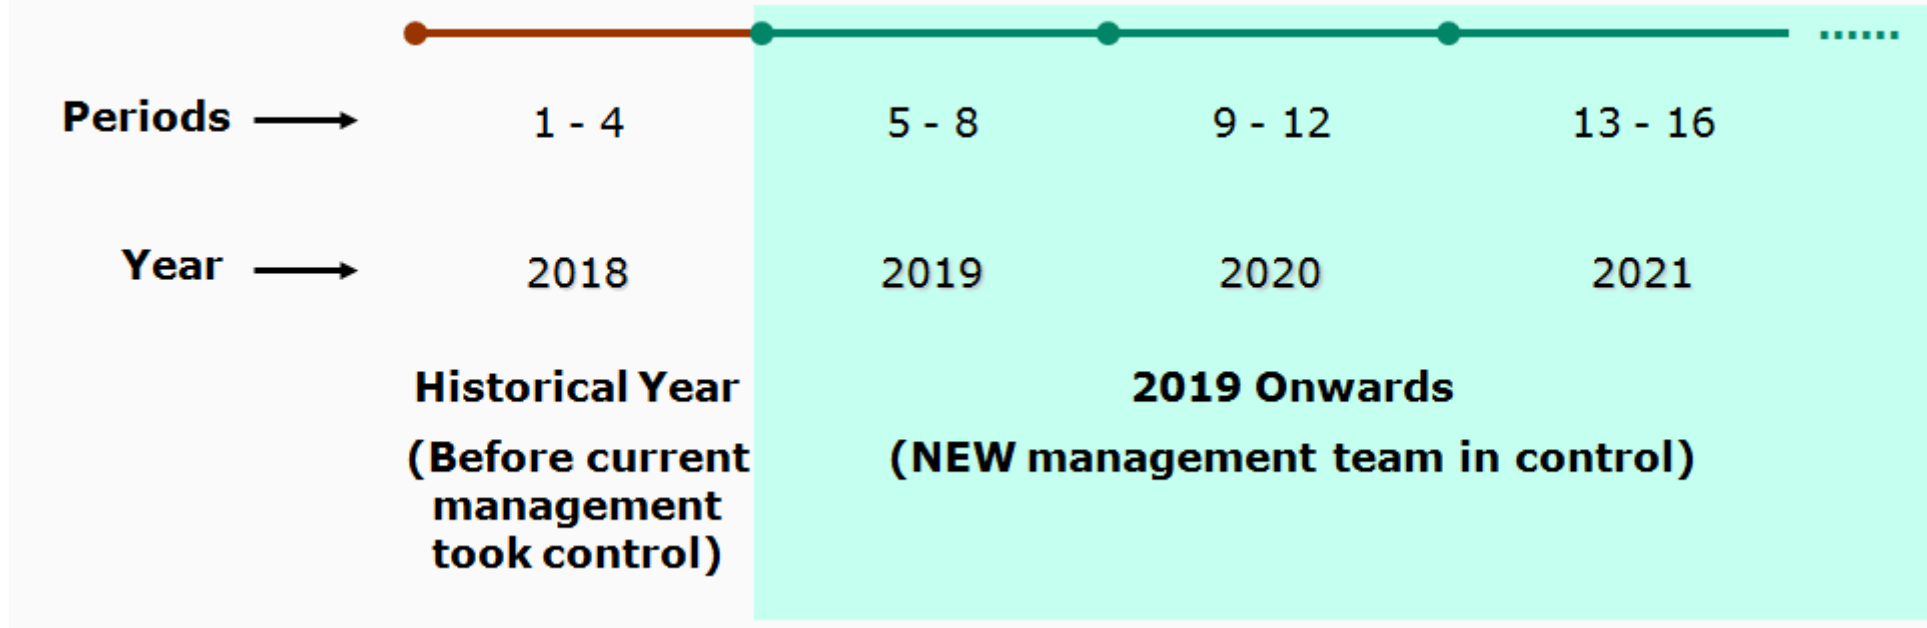 Periods 1 - 4 5 - 8 9 - 12 13 - 16
Year 2018 2019 2020 2021
Historical Year 2019 Onwards
(Before current (NEW management team in control)
management
took control)